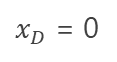 x_D = 0